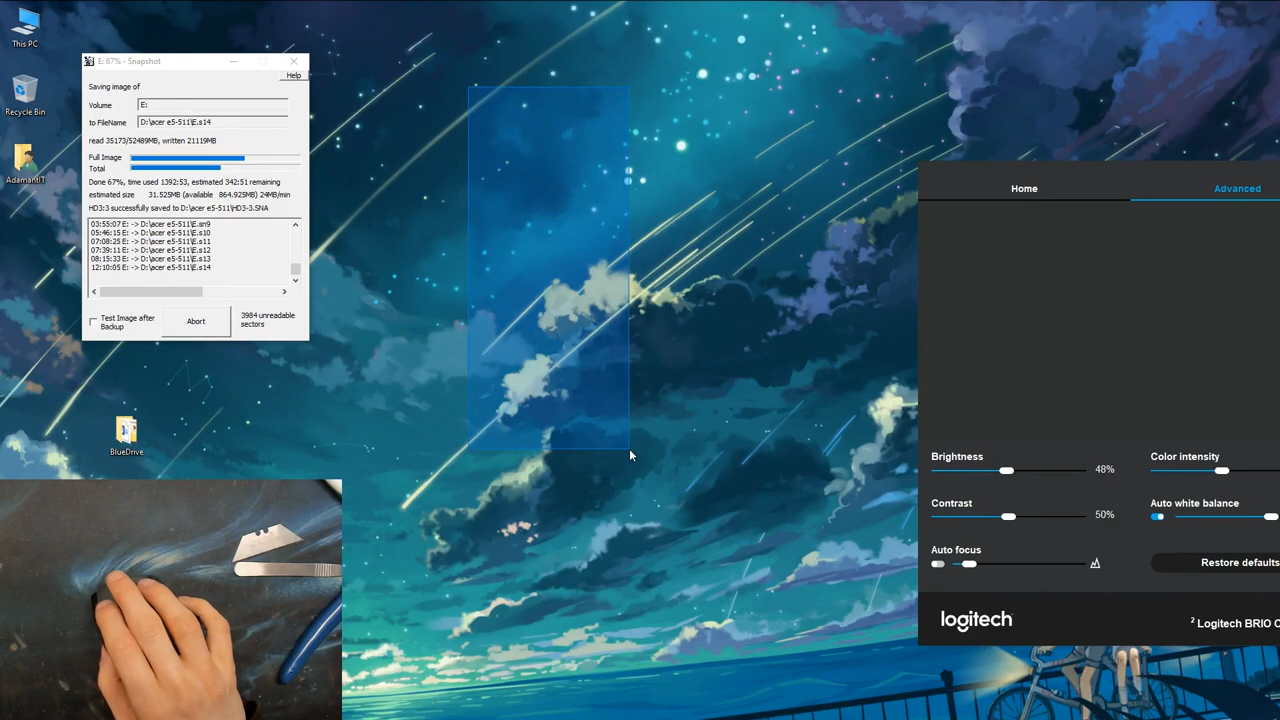 This PC
Recycle Bin
AdamantIT
E: 67% - Snapshot
Help
Saving image of
Volume E:
to FileName D:\acer e5-511\E.s14
read 35173/52489MB, written 21119MB
Full Image
Total
Done 67%, time used 1392:53, estimated 342:51 remaining
estimated size 31.525MB (available 864.925MB) 24MB/min
HD3:3 successfully saved to D:\acer e5-511\HD3-3.SNA
03:55:07 E: -> D:\acer e5-511\E.sn9
05:46:15 E: -> D:\acer e5-511\E.s10
07:08:25 E: -> D:\acer e5-511\E.s11
07:39:11 E: -> D:\acer e5-511\E.s12
08:15:33 E: -> D:\acer e5-511\E.s13
12:10:05 E: -> D:\acer e5-511\E.s14
Test Image after
Backup
Abort
3984 unreadable
sectors
BlueDrive
Home
Advanced
Brightness
48%
Color intensity
Contrast
50%
Auto white balance
Auto focus
Restore defaults
logitech
2 Logitech BRIO